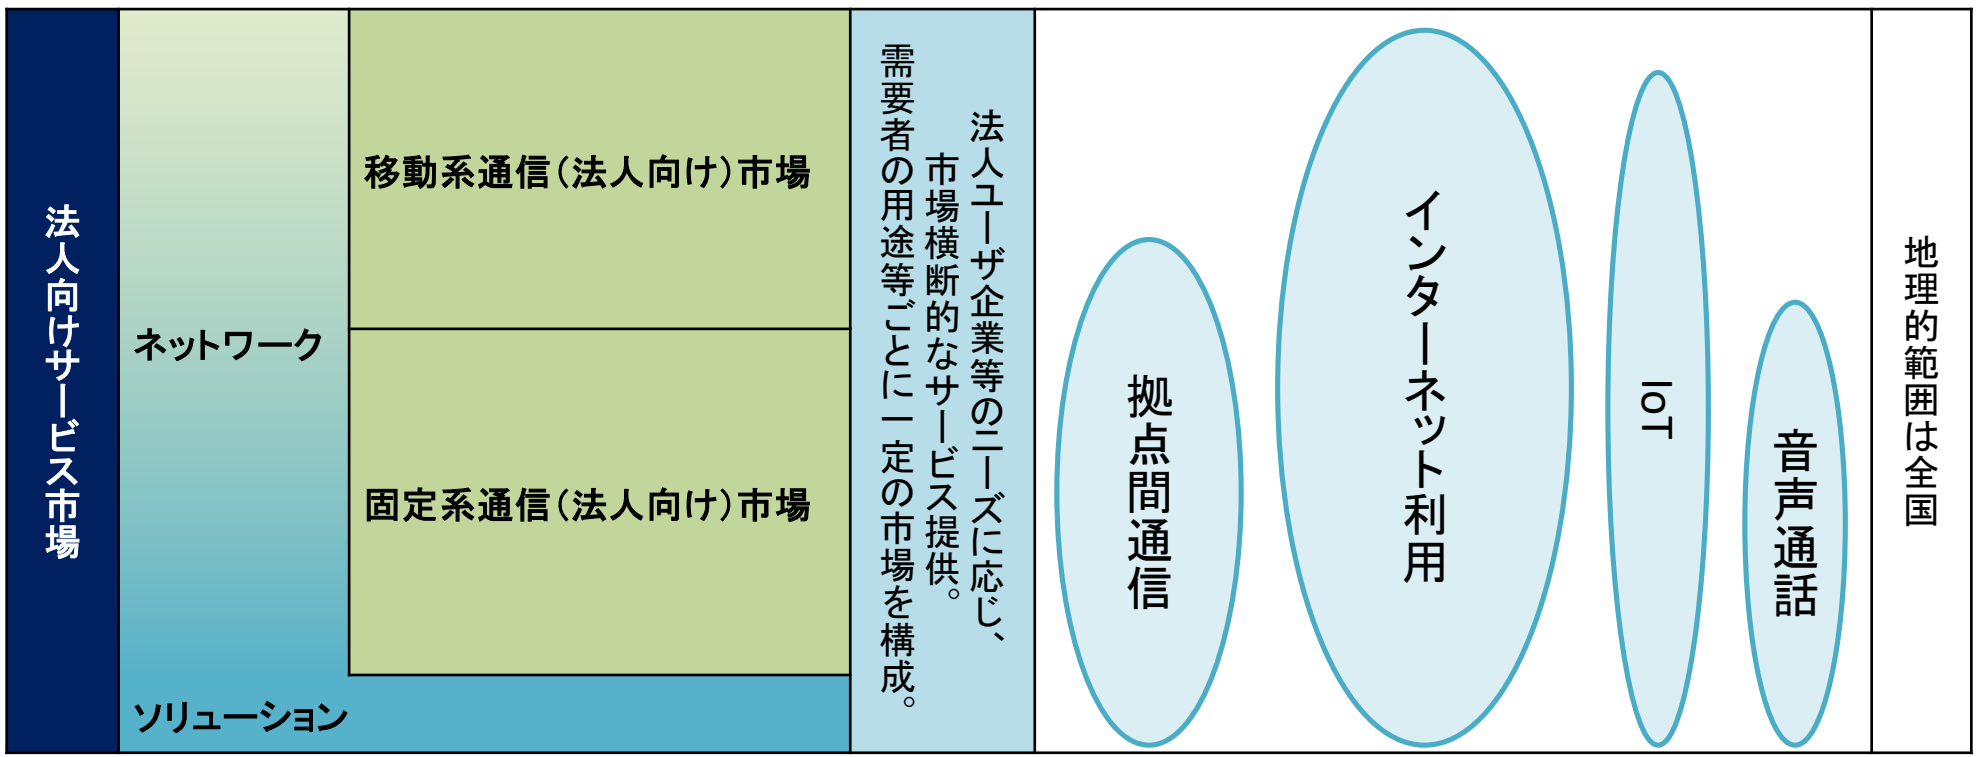 法人向けサービス市場
ネットワーク
ソリューション
移動系通信（法人向け）市場
固定系通信（法人向け）市場
法人ユーザ企業等のニーズに応じ、
市場横断的なサービス提供。
需要者の用途等ごとに一定の市場を構成。
拠点間通信
インターネット利用
IoT
音声通話
地理的範囲は全国